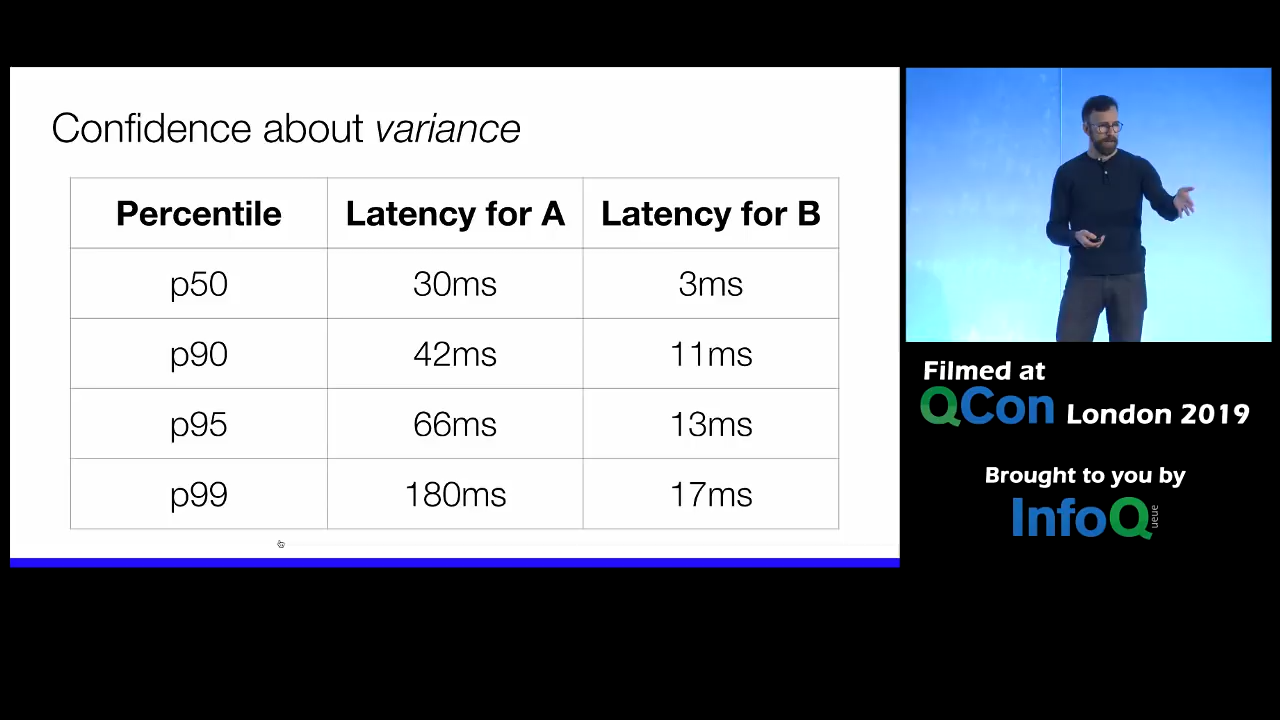 Confidence about variance
Percentile Latency for A Latency for B
p50 30ms 3ms
p90 42ms 11ms
p95 66ms 13ms
p99 180ms 17ms
Filmed at
QCon London 2019
Brought to you by
InfoQueue